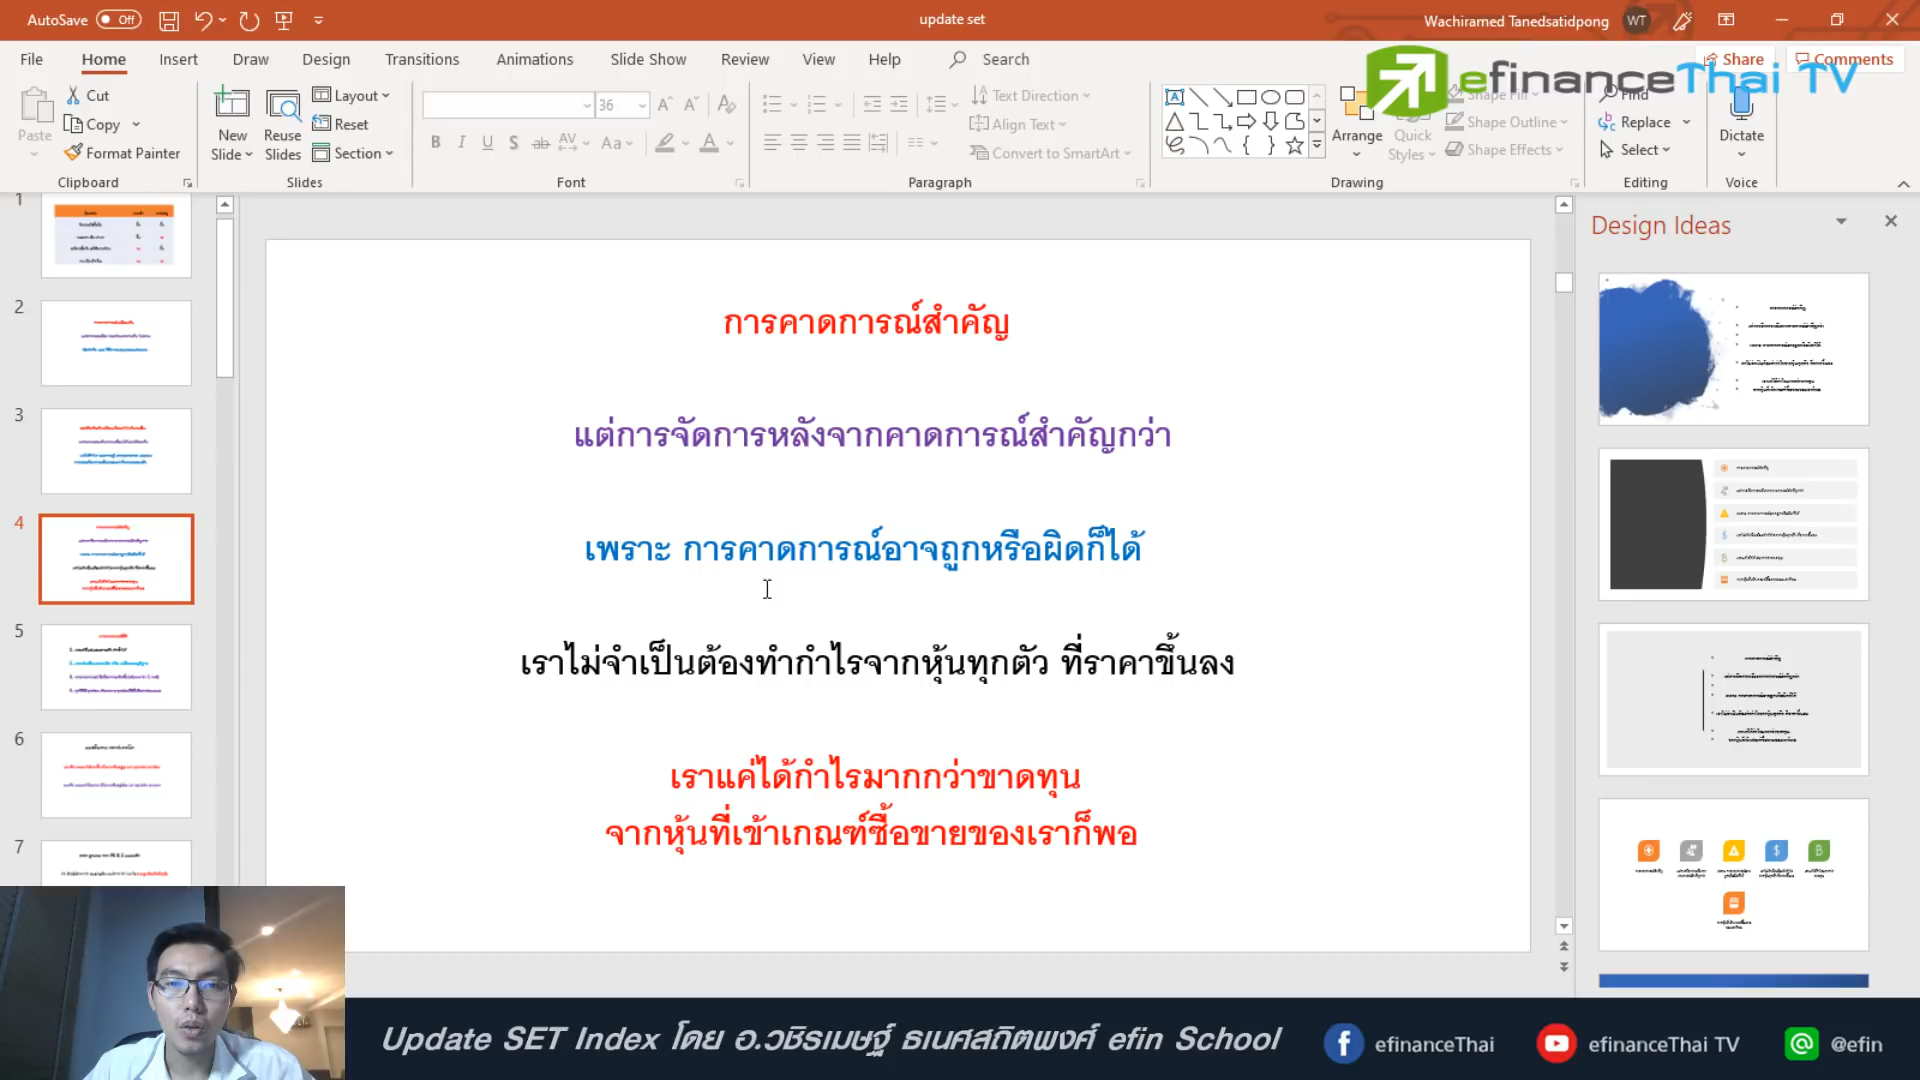 AutoSave Off
update set
Wachiramed Tanedsatidpong WT
File Home Insert Draw Design Transitions Animations Slide Show Review View Help Search
Share Comments
efinanceThai TV
Paste
Cut
Copy
Format Painter
Clipboard
New Slide
Reuse Slides
Layout
Reset
Section
Slides
36
Font
Text Direction
Align Text
Convert to SmartArt
Paragraph
Arrange
Quick Styles
Shape Fill
Shape Outline
Shape Effects
Drawing
Find
Replace
Select
Editing
Dictate
Voice
1
2
3
4
5
6
7
การคาดการณ์สำคัญ
แต่การจัดการหลังจากคาดการณ์สำคัญกว่า
เพราะ การคาดการณ์อาจถูกหรือผิดก็ได้
เราไม่จำเป็นต้องทำกำไรจากหุ้นทุกตัว ที่ราคาขึ้นลง
เราแค่ได้กำไรมากกว่าขาดทุน
จากหุ้นที่เข้าเกณฑ์ซื้อขายของเราก็พอ
Design Ideas
Update SET Index โดย อ.วชิรเมษฐ์ ธเนศสถิตพงศ์ efin School
efinanceThai
efinanceThai TV
@efin